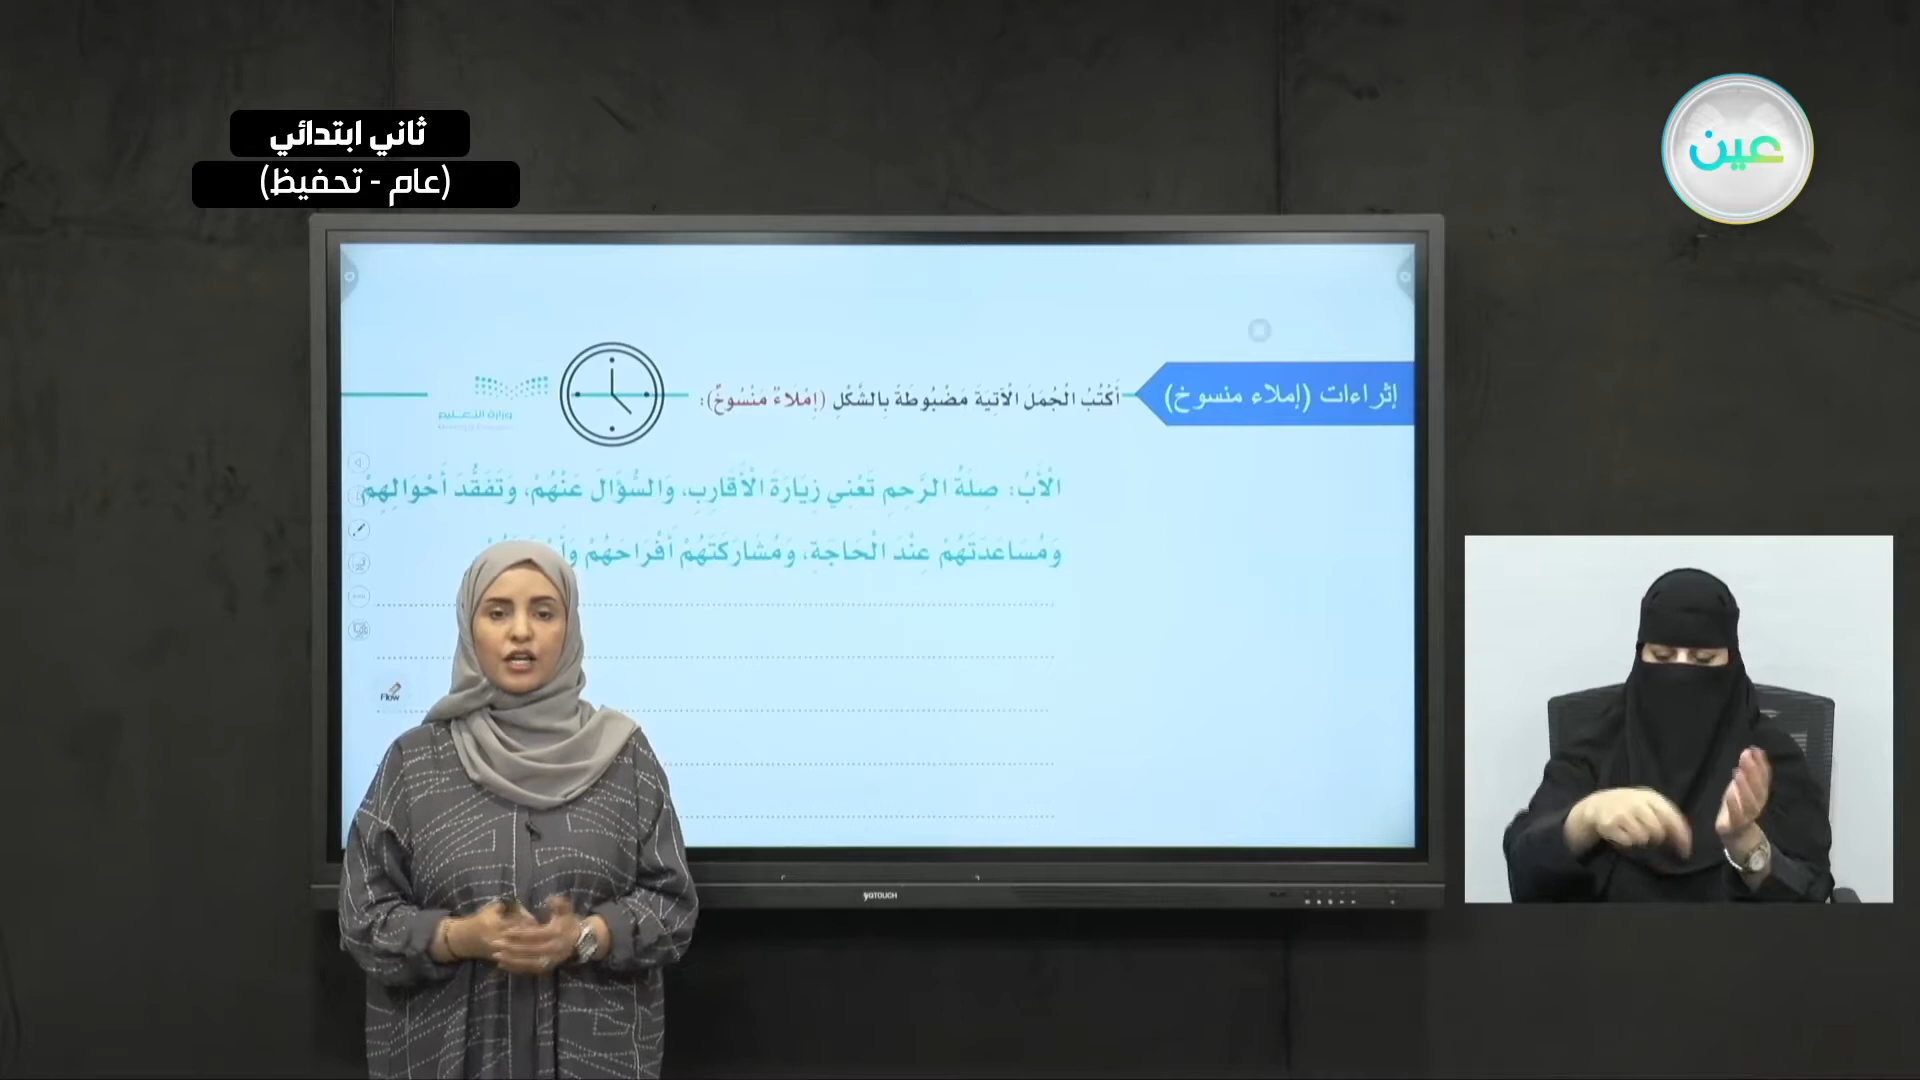 ثاني ابتدائي
(عام - تحفيظ)
عين
إثراءات (إملاء منسوخ)
أَكْتُبُ الْجُمَلَ الْآتِيَةَ مَضْبُوطَةً بِالشَّكْلِ (إِمْلَاءٌ مَنْسُوخٌ):
وزارة التعليم
الْأَبُ: صِلَةُ الرَّحِمِ تَعْنِي زِيَارَةَ الْأَقَارِبِ، وَالسُّؤَالَ عَنْهُمْ، وَتَفَقُّدَ أَحْوَالِهِمْ
وَمُسَاعَدَتَهُمْ عِنْدَ الْحَاجَةِ، وَمُشَارَكَتَهُمْ أَفْرَاحَهُمْ
Flow